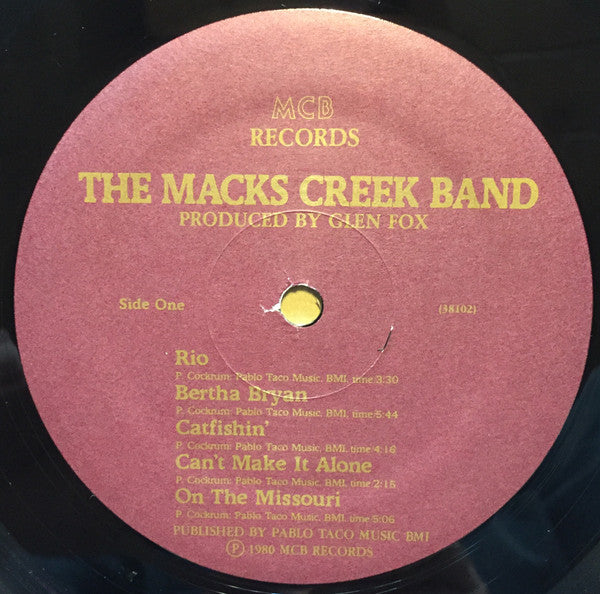 MCB
RECORDS
THE MACKS CREEK BAND
PRODUCED BY GLEN FOX
Side One
(38102)
Rio
P. Cockrum: Pablo Taco Music, BMI, time/3:30
Bertha Bryan
P. Cockrum: Pablo Taco Music, BMI, time/5:44
Catfishin'
P. Cockrum: Pablo Taco Music, BMI, time/4:16
Can't Make It Alone
P. Cockrum: Pablo Taco Music, BMI, time 2:15
On The Missouri
P. Cockrum: Pablo Taco Music, BMI, time/5:06
PUBLISHED BY PABLO TACO MUSIC BMI
℗ 1980 MCB RECORDS